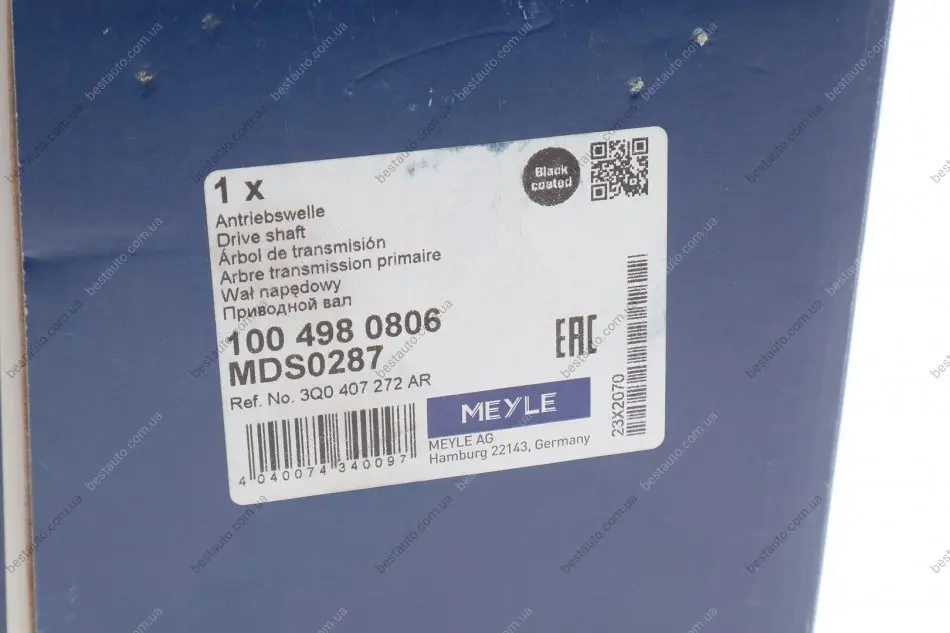 1 x
Black
coated
Antriebswelle
Drive shaft
Árbol de transmisión
Arbre transmission primaire
Wał napędowy
Приводной вал
100 498 0806
MDS0287
Ref. No. 3Q0 407 272 AR
EAC
MEYLE
MEYLE AG
Hamburg 22143, Germany
4 040074 340097
23X2070
bestauto.com.ua